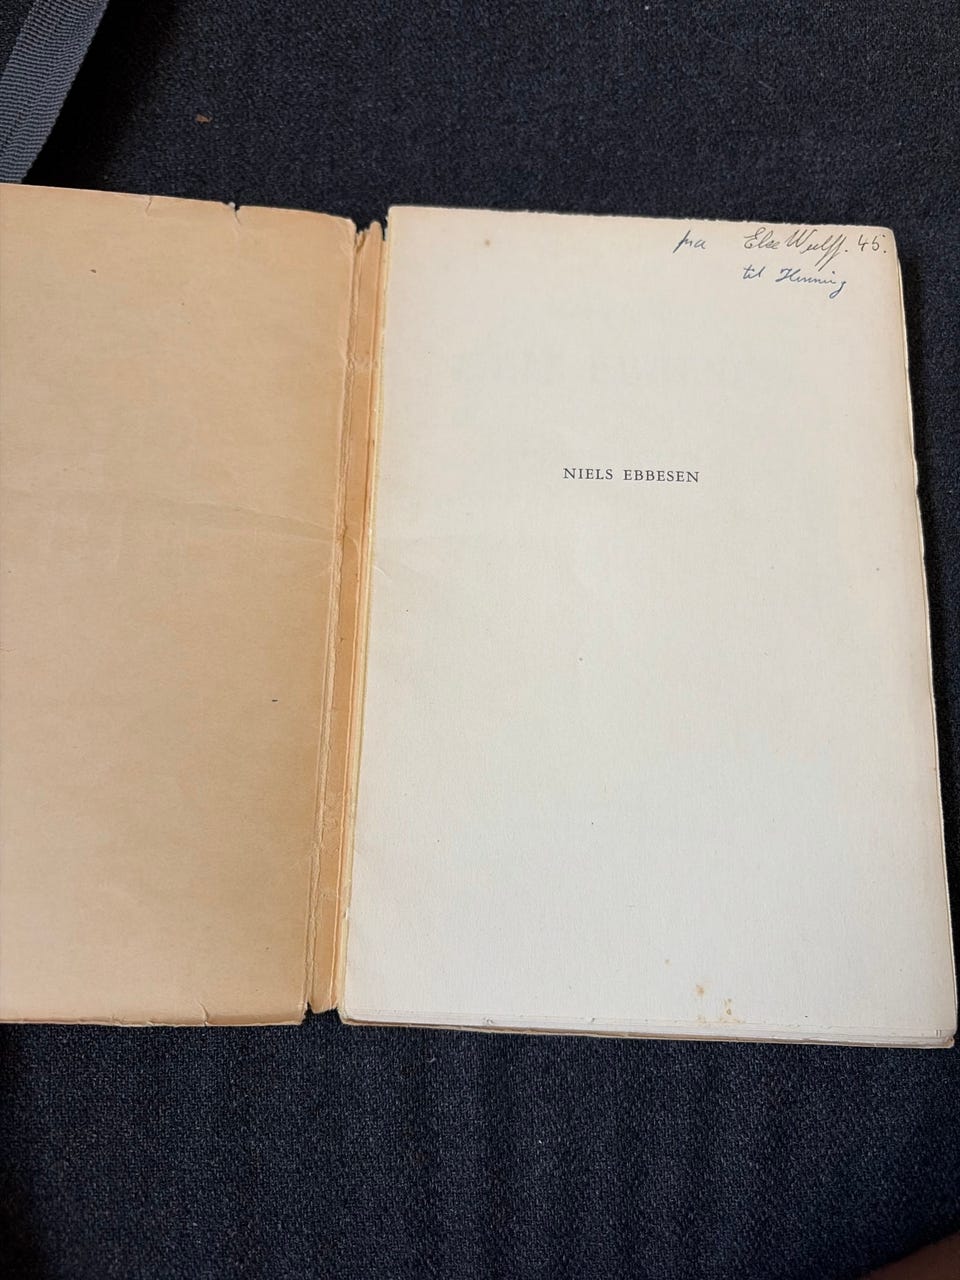 fra Else Wulff. 45.
til Henning
NIELS EBBESEN